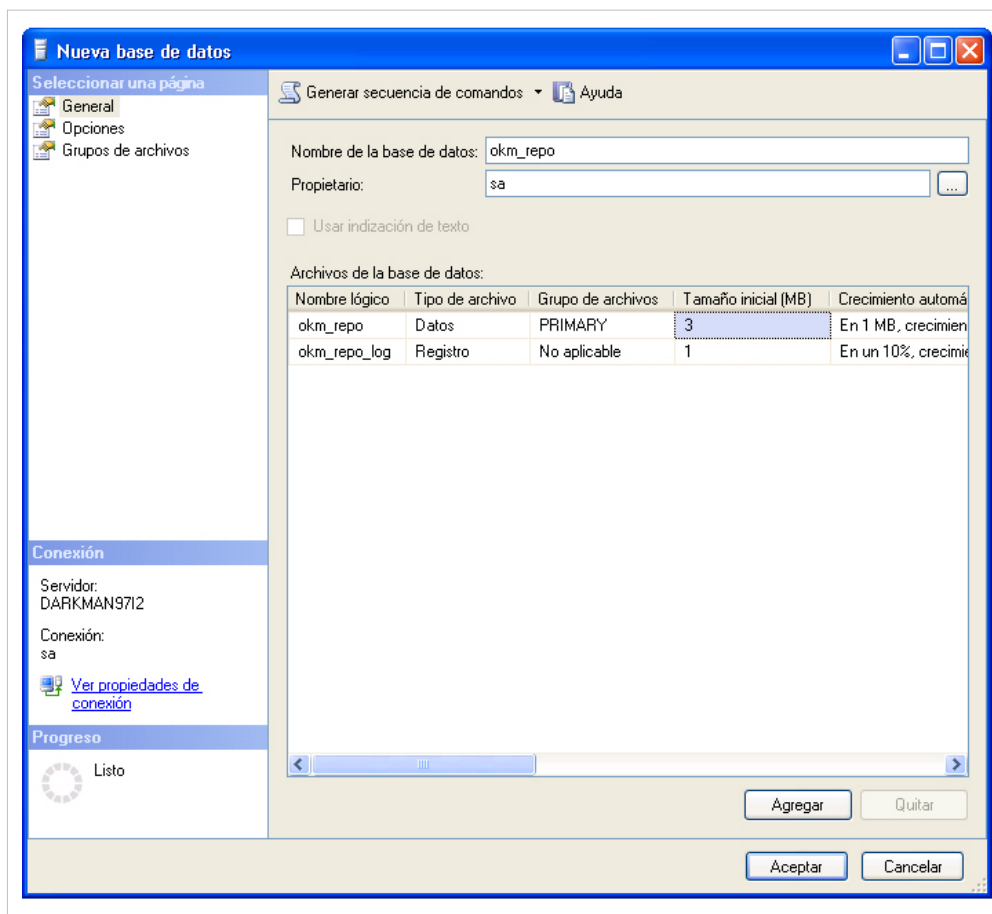 Nueva base de datos
Seleccionar una página
General
Opciones
Grupos de archivos
Generar secuencia de comandos Ayuda
Nombre de la base de datos: okm_repo
Propietario: sa ...
Usar indización de texto
Archivos de la base de datos:
Nombre lógico Tipo de archivo Grupo de archivos Tamaño inicial (MB) Crecimiento automá
okm_repo Datos PRIMARY 3 En 1 MB, crecimien
okm_repo_log Registro No aplicable 1 En un 10%, crecimie
Conexión
Servidor:
DARKMAN97I2
Conexión:
sa
Ver propiedades de
conexión
Progreso
Listo
Agregar Quitar
Aceptar Cancelar